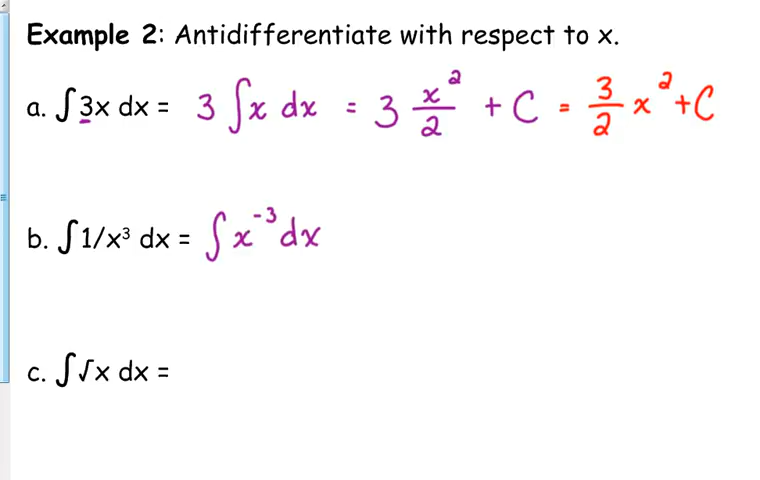 Example 2: Antidifferentiate with respect to x.
a. ∫3x dx = 3 ∫x dx = 3 x²/2 + C = 3/2 x² + C
b. ∫1/x³ dx = ∫x⁻³ dx
c. ∫√x dx =